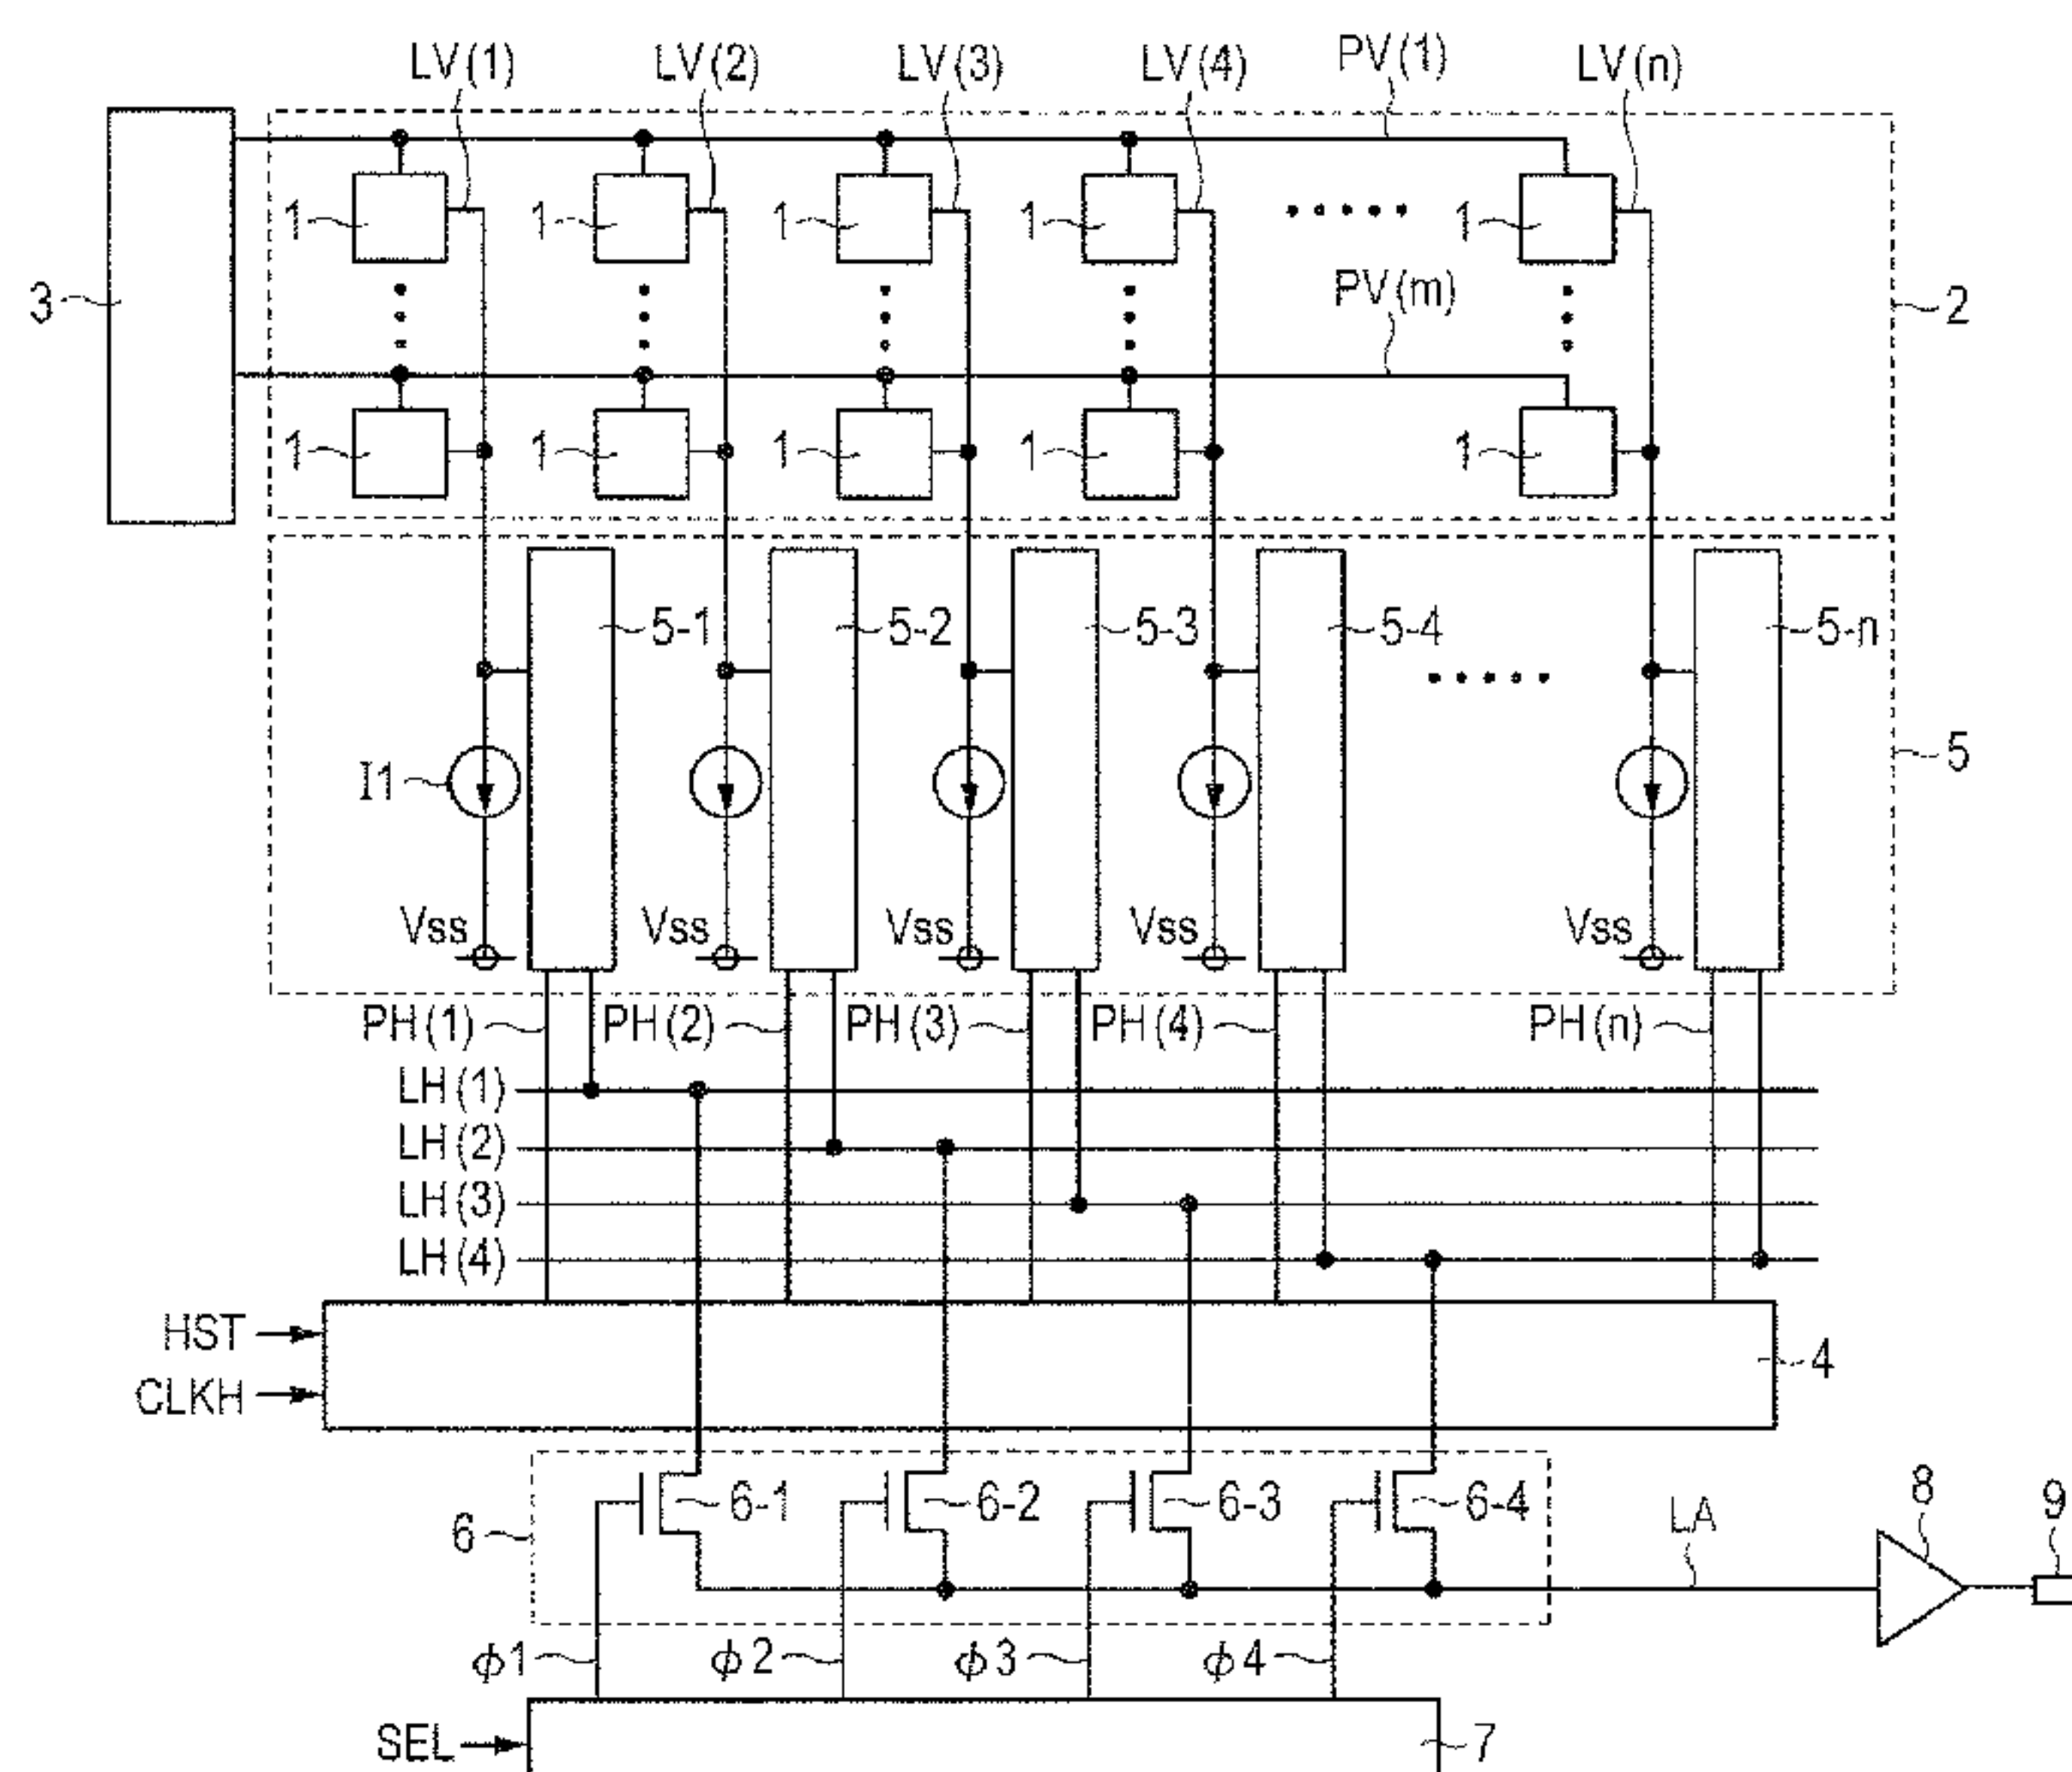 LV(1) LV(2) LV(3) LV(4) PV(1) LV(n)
1 1 1 1 1
3 PV(m) 2
1 1 1 1 1
5-1 5-2 5-3 5-4 5-n
I1 5
Vss Vss Vss Vss Vss
PH(1) PH(2) PH(3) PH(4) PH(n)
LH(1)
LH(2)
LH(3)
LH(4)
HST
4
CLKH
6 6-1 6-2 6-3 6-4 LA 8 9
ϕ1 ϕ2 ϕ3 ϕ4
SEL 7